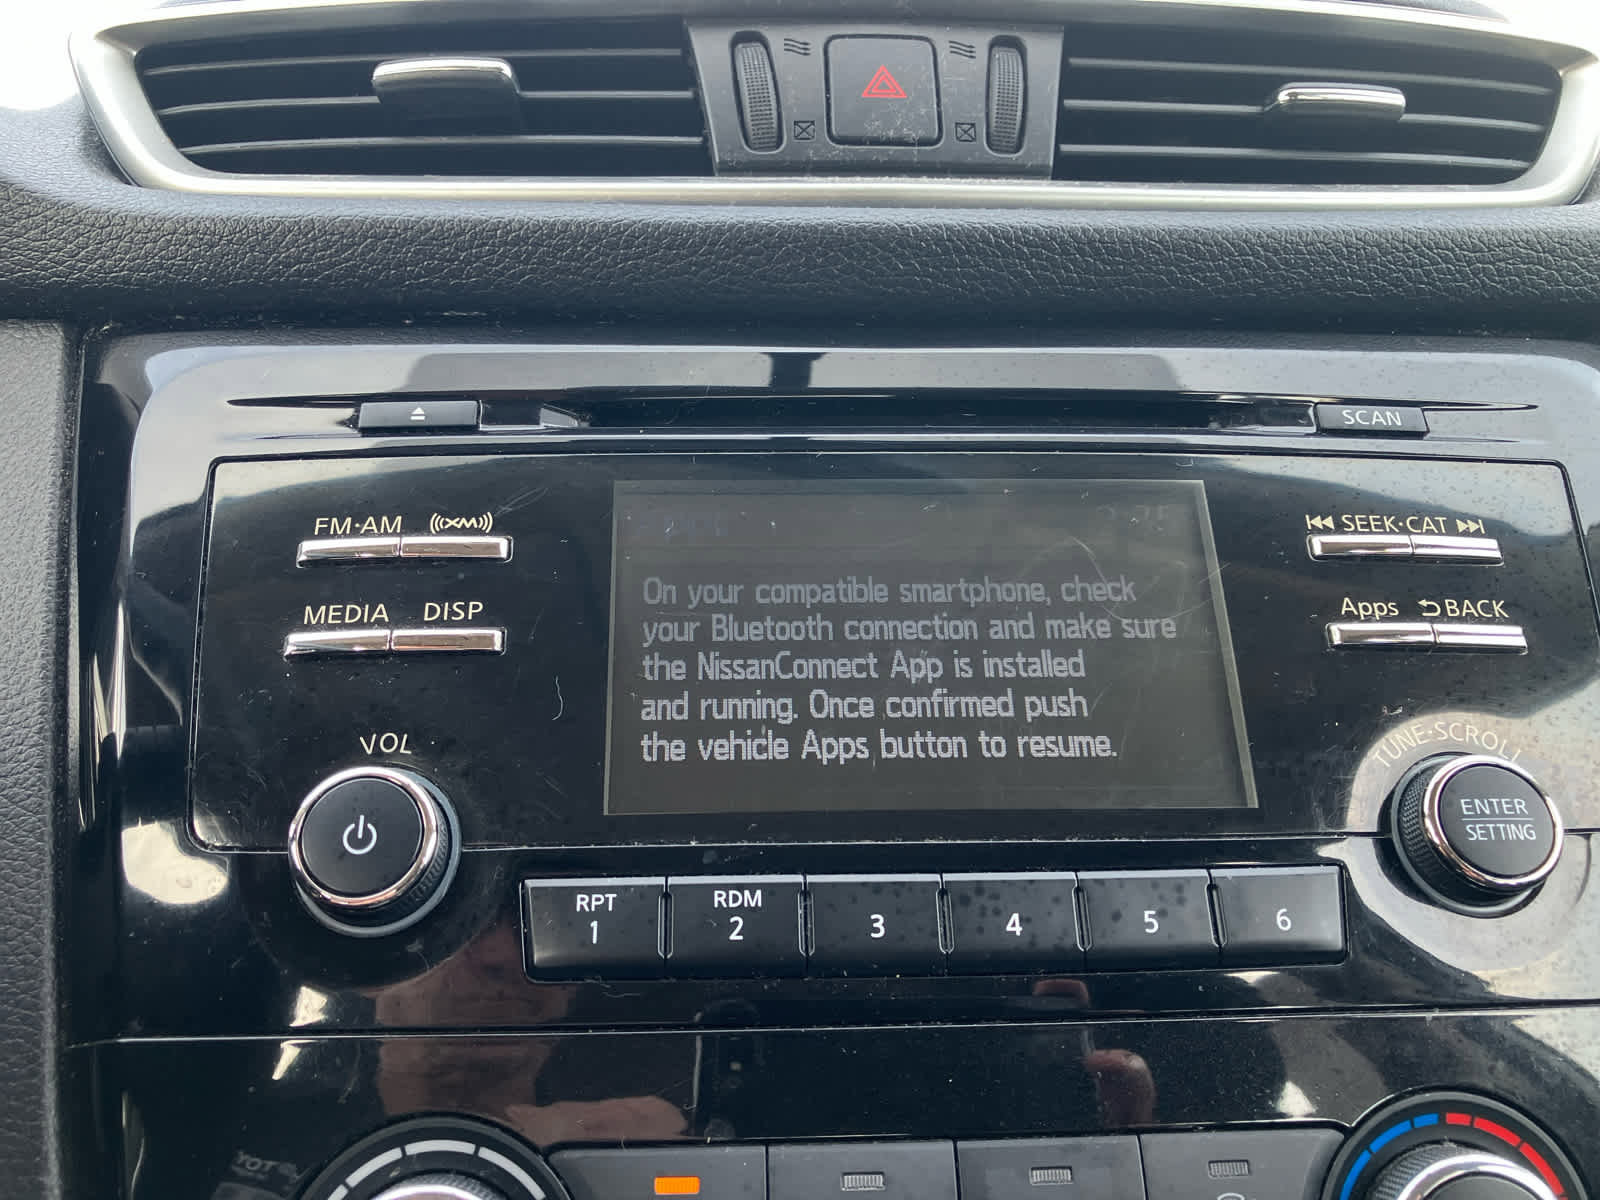 SCAN
FM·AM (((XM)))
SEEK·CAT
MEDIA DISP
Apps BACK
On your compatible smartphone, check
your Bluetooth connection and make sure
the NissanConnect App is installed
and running. Once confirmed push
the vehicle Apps button to resume.
VOL
TUNE·SCROLL
ENTER
SETTING
RPT
1
RDM
2
3
4
5
6